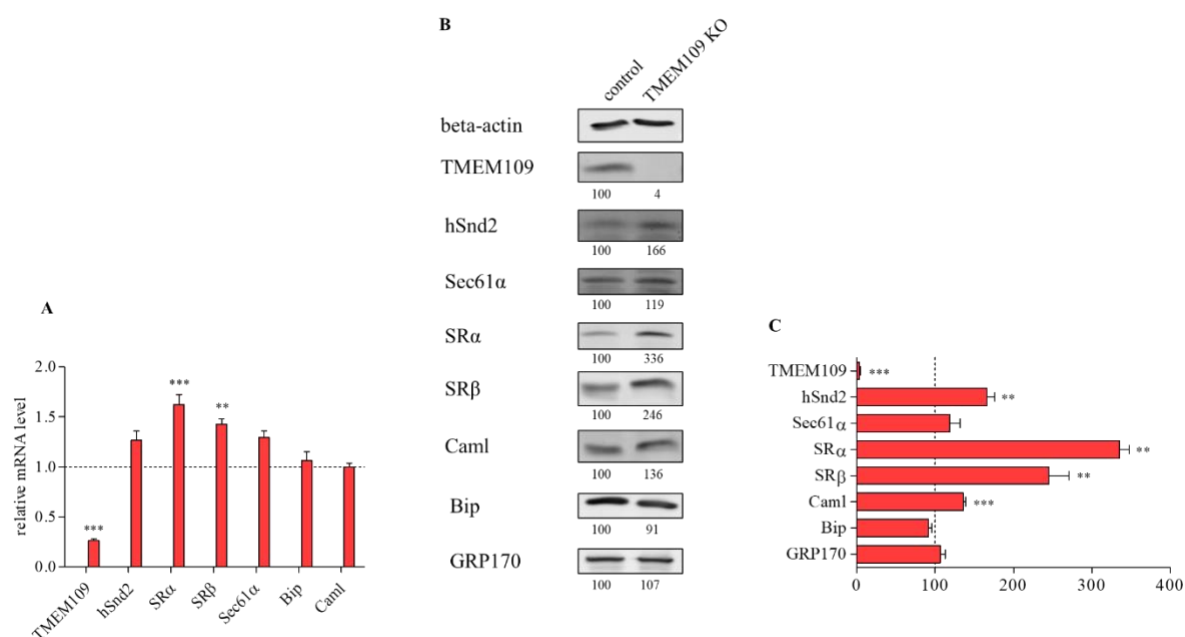 A
relative mRNA level
2.0
1.5
1.0
0.5
0.0
***
***
**
TMEM109
hSnd2
SRα
SRβ
Sec61α
Bip
Caml
B
control
TMEM109 KO
beta-actin
TMEM109
100 4
hSnd2
100 166
Sec61α
100 119
SRα
100 336
SRβ
100 246
Caml
100 136
Bip
100 91
GRP170
100 107
C
TMEM109 ***
hSnd2 **
Sec61α
SRα **
SRβ **
Caml ***
Bip
GRP170
0 100 200 300 400